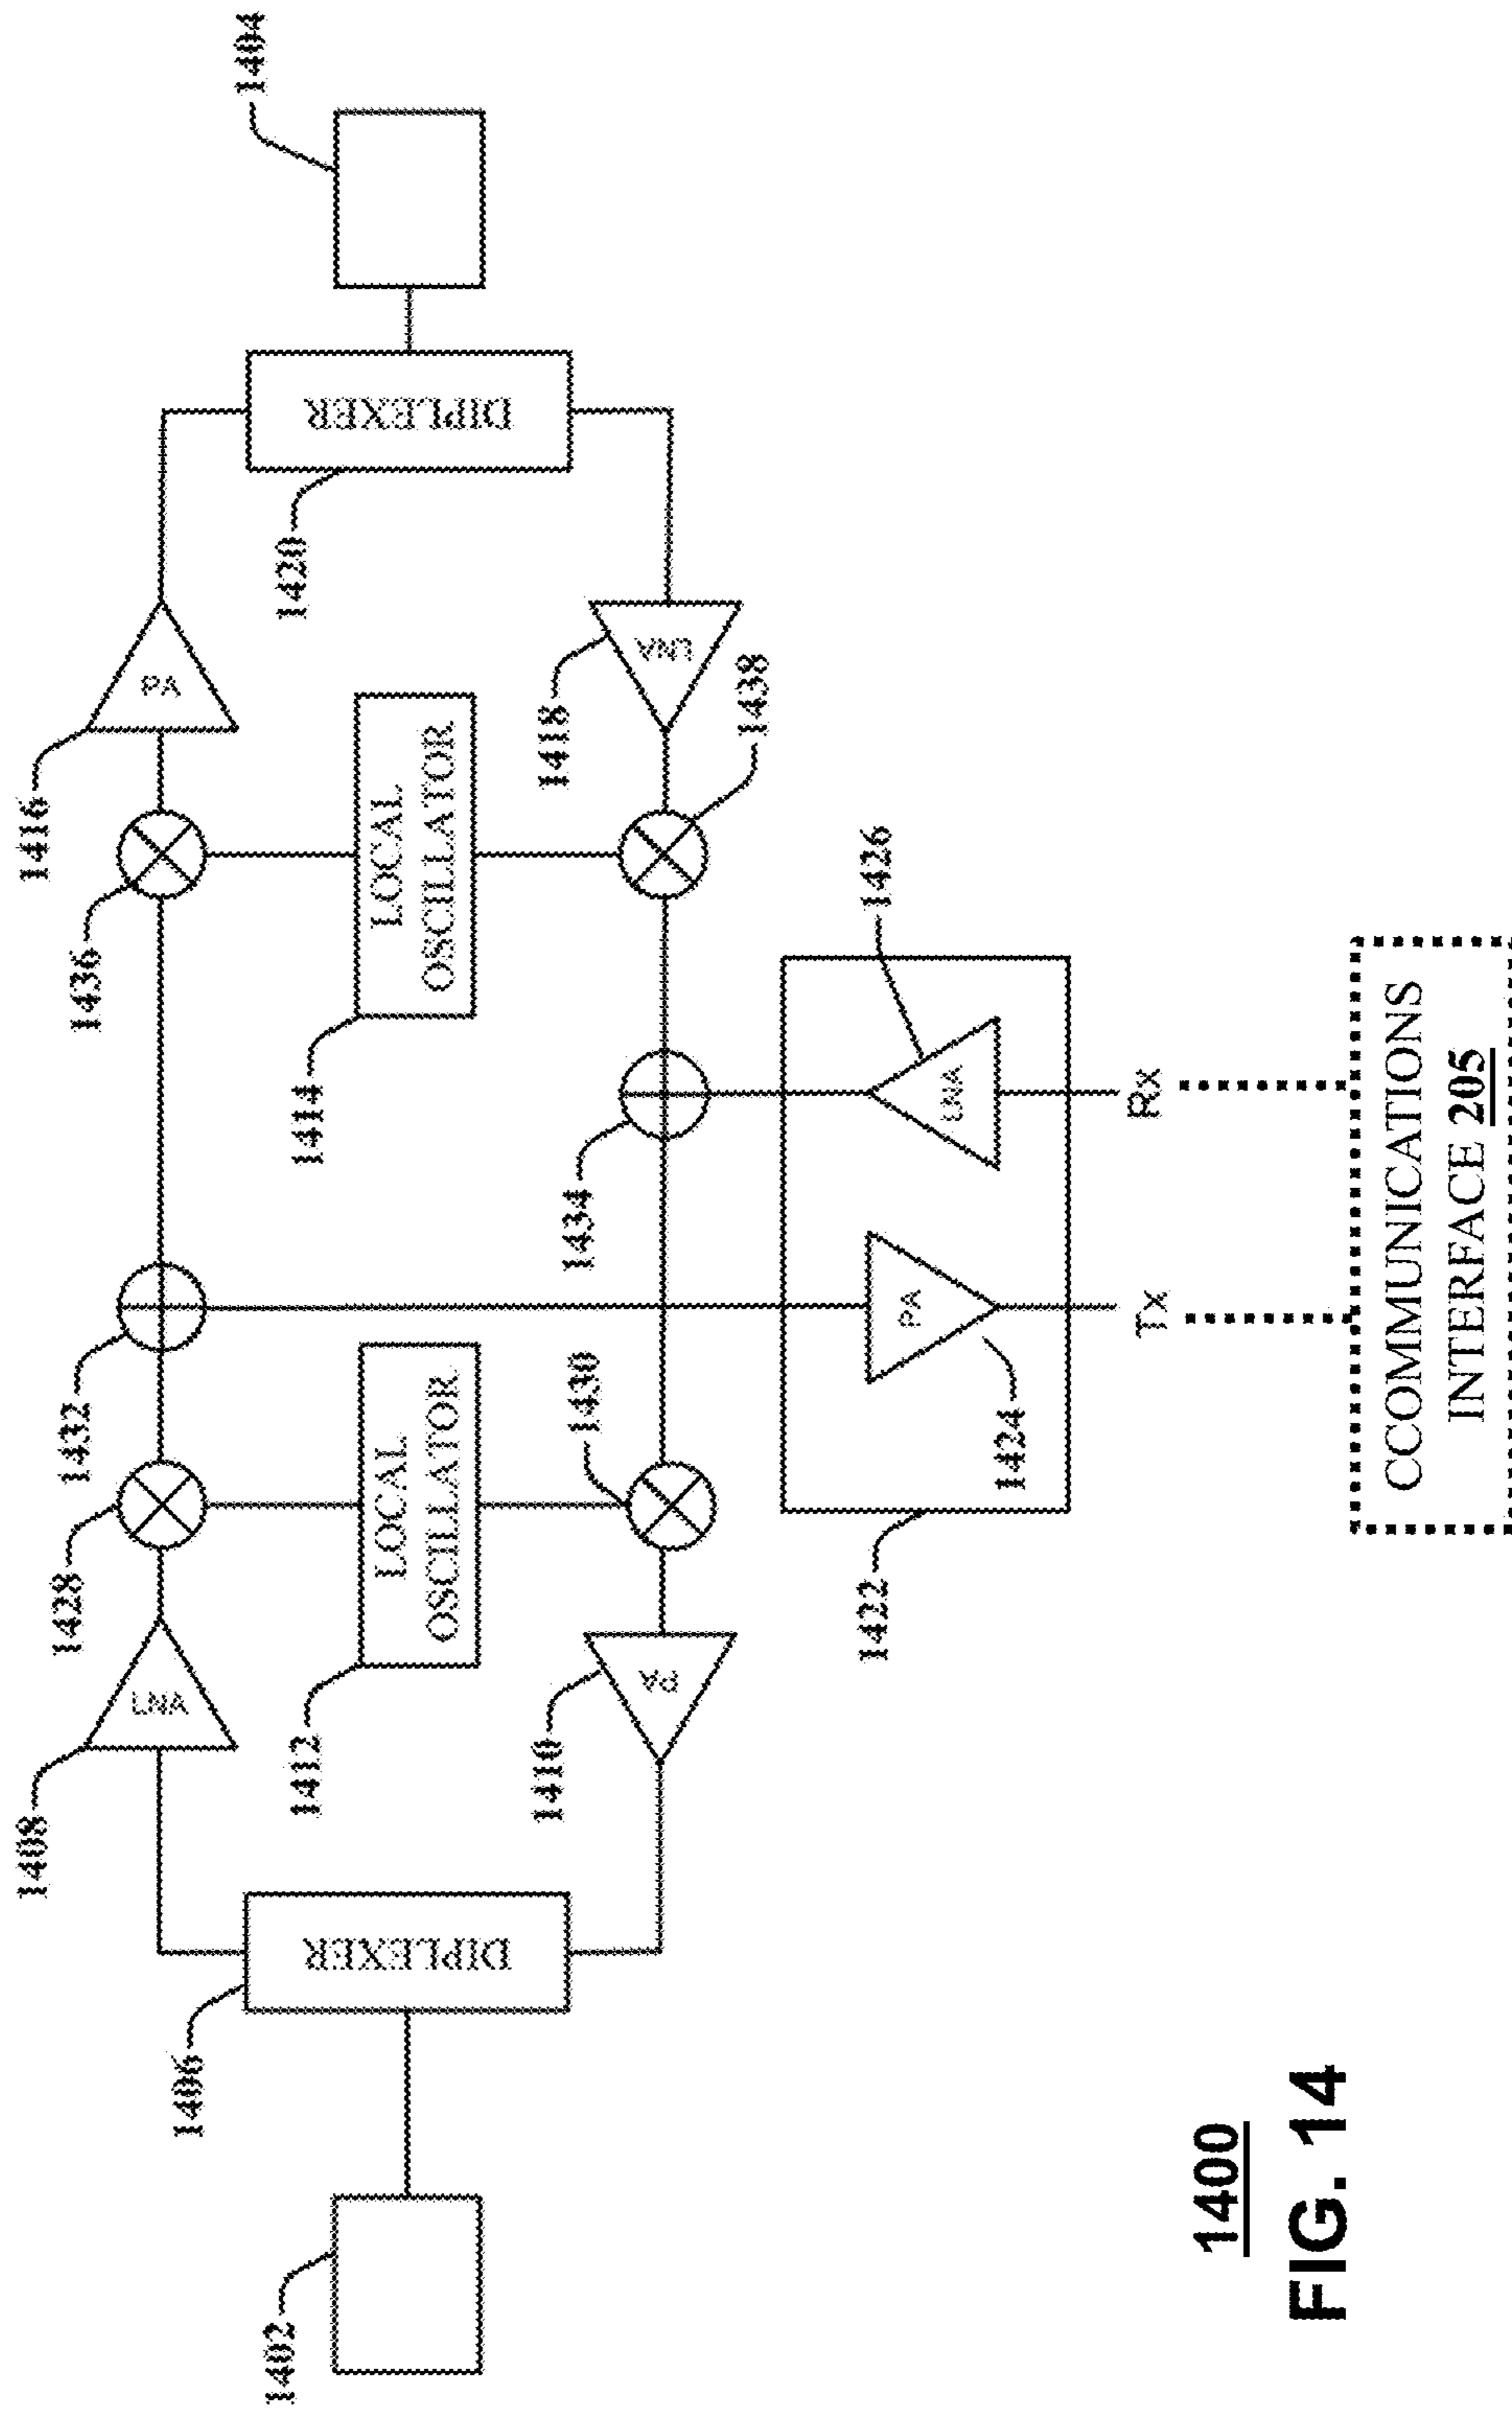 1408
1416
1428
1432
1436
LNA
PA
1406
1404
1402
1420
1412
1414
DIPLEXER
LOCAL
OSCILLATOR
LOCAL
OSCILLATOR
DIPLEXER
1410
1418
1430
1434
PA
LNA
1438
1422
1426
PA
LNA
1424
Tx
Rx
CCOMMUNICATIONS
INTERFACE 205
1400
FIG. 14